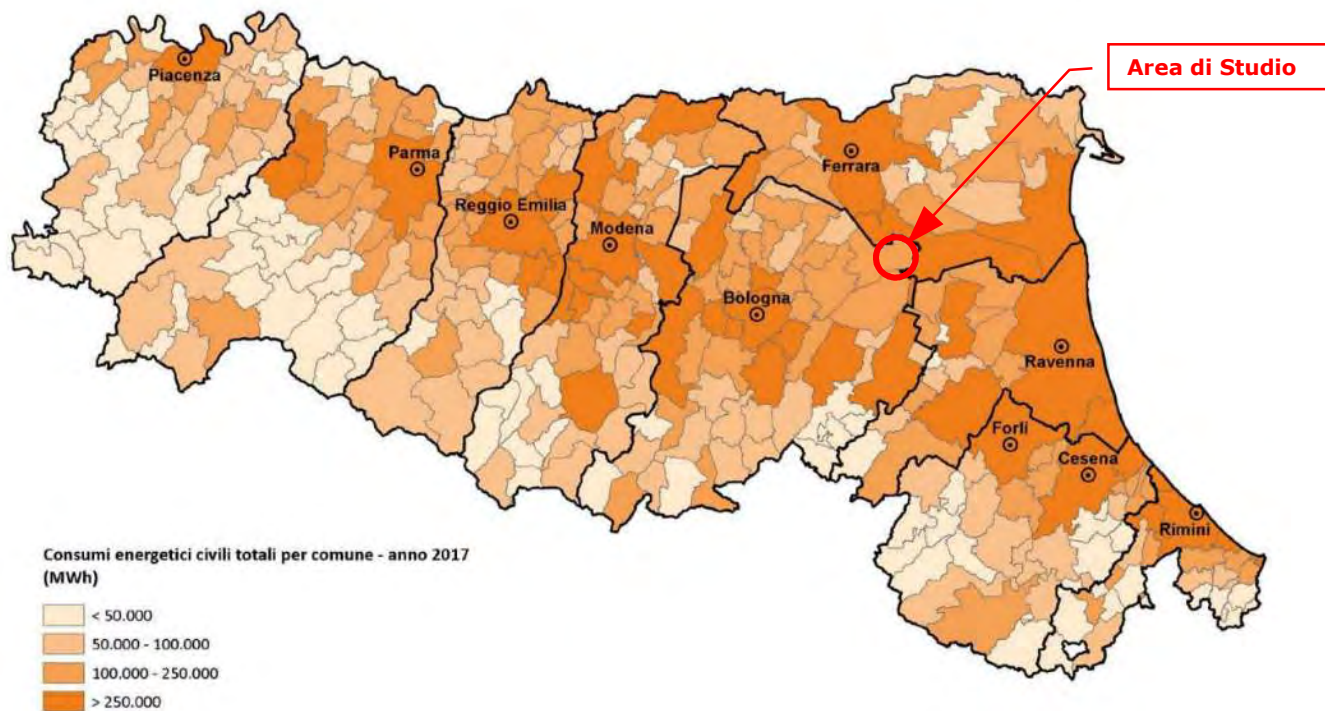 Area di Studio
Piacenza
Parma
Ferrara
Reggio Emilia
Modena
Bologna
Ravenna
Forlì
Cesena
Rimini
Consumi energetici civili totali per comune - anno 2017
(MWh)
< 50.000
50.000 - 100.000
100.000 - 250.000
> 250.000